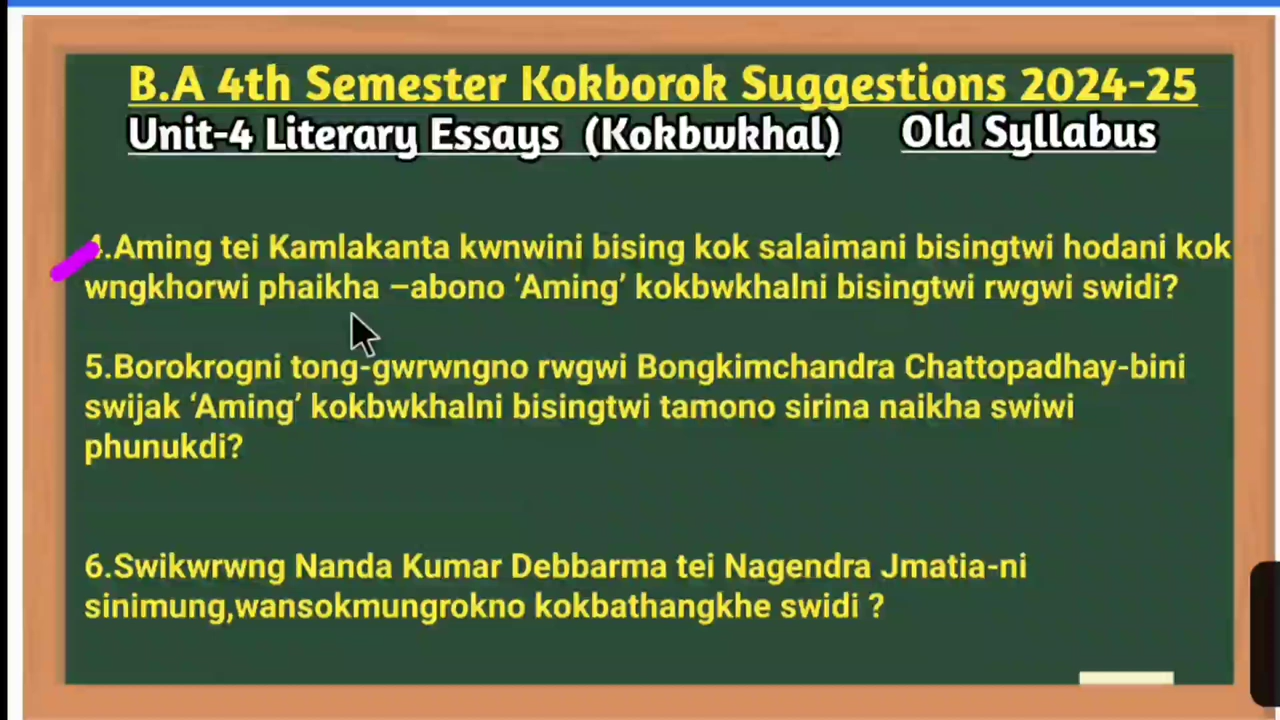 B.A 4th Semester Kokborok Suggestions 2024-25
Unit-4 Literary Essays (Kokbwkhal) Old Syllabus
4.Aming tei Kamlakanta kwnwini bising kok salaimani bisingtwi hodani kok
wngkhorwi phaikha –abono ‘Aming’ kokbwkhalni bisingtwi rwgwi swidi?
5.Borokrogni tong-gwrwngno rwgwi Bongkimchandra Chattopadhay-bini
swijak ‘Aming’ kokbwkhalni bisingtwi tamono sirina naikha swiwi
phunukdi?
6.Swikwrwng Nanda Kumar Debbarma tei Nagendra Jmatia-ni
sinimung,wansokmungrokno kokbathangkhe swidi ?